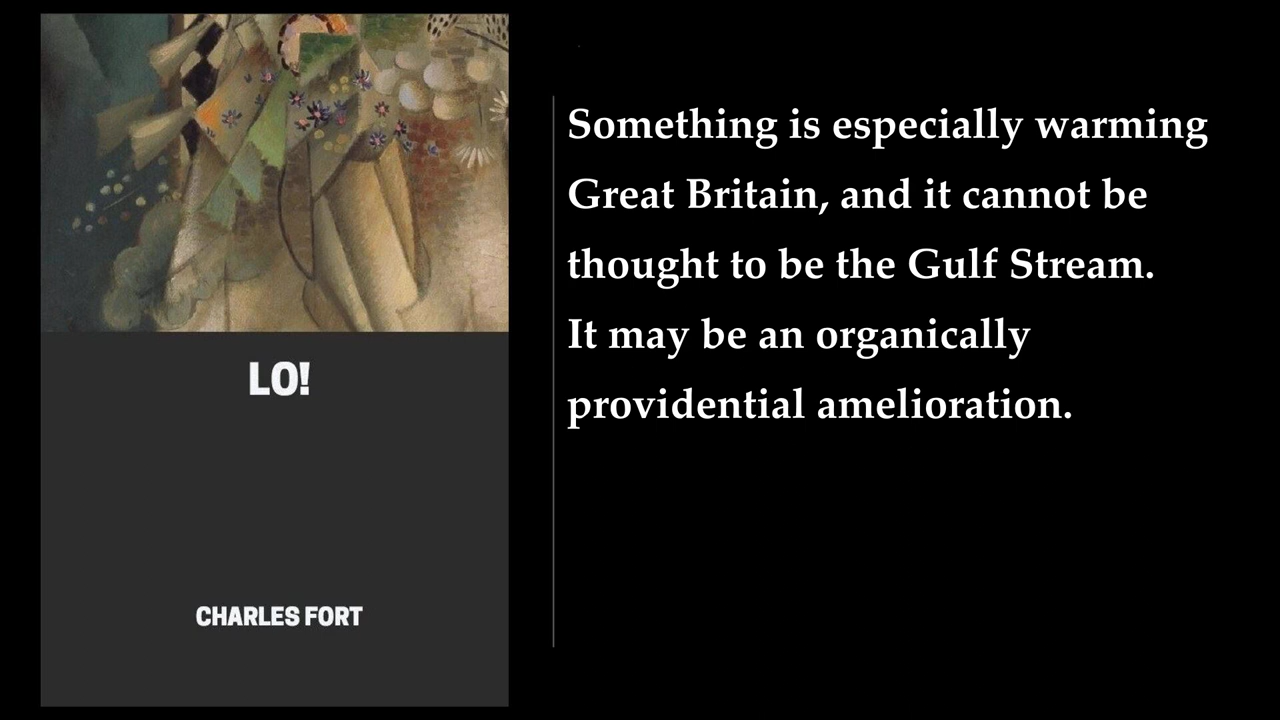 LO!
CHARLES FORT
Something is especially warming
Great Britain, and it cannot be
thought to be the Gulf Stream.
It may be an organically
providential amelioration.